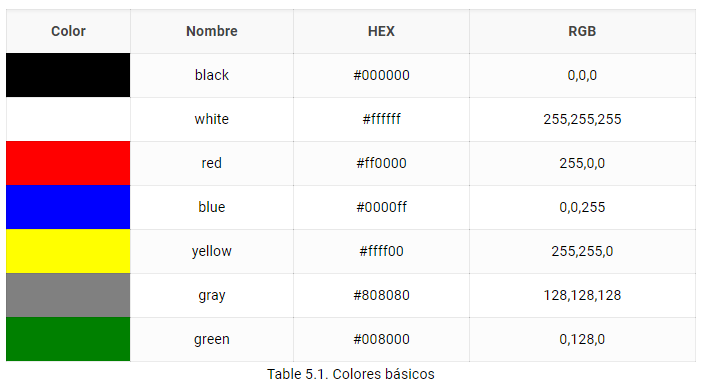 Color Nombre HEX RGB
black #000000 0,0,0
white #ffffff 255,255,255
red #ff0000 255,0,0
blue #0000ff 0,0,255
yellow #ffff00 255,255,0
gray #808080 128,128,128
green #008000 0,128,0
Table 5.1. Colores básicos